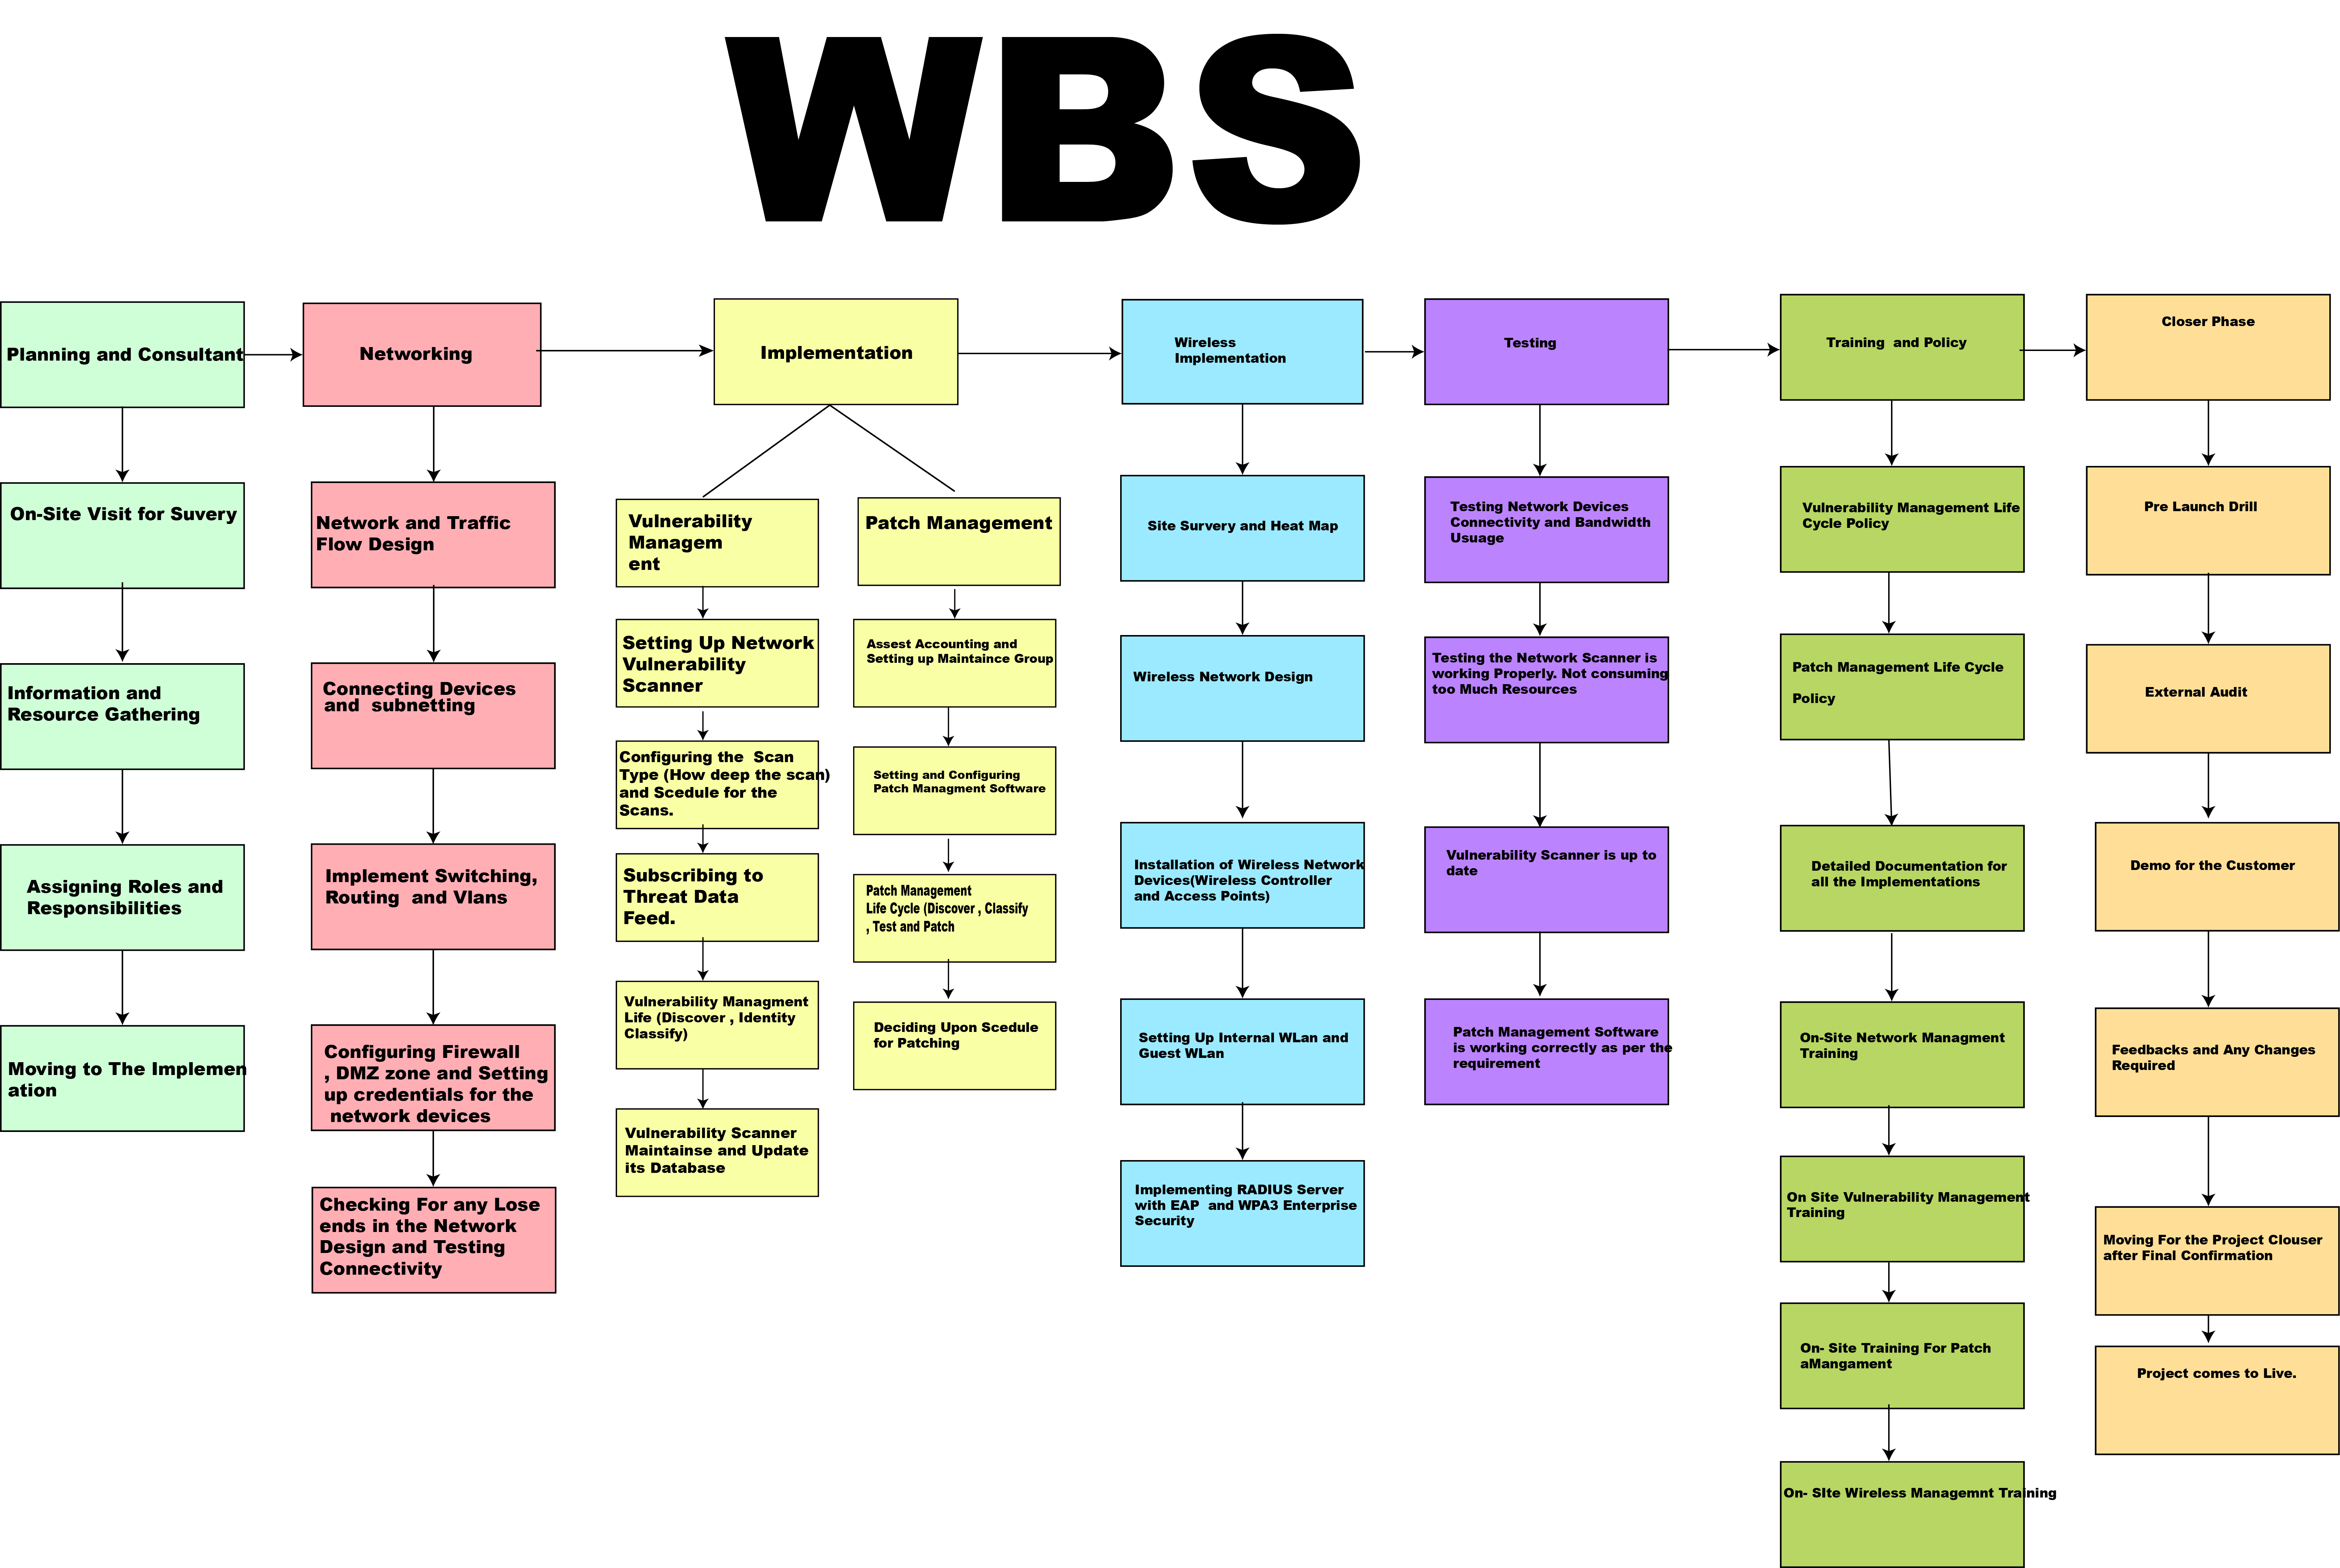 WBS
Planning and Consultant
Networking
Implementation
Wireless
Implementation
Testing
Training and Policy
Closer Phase
On-Site Visit for Suvery
Information and
Resource Gathering
Assigning Roles and
Responsibilities
Moving to The Implemen
ation
Network and Traffic
Flow Design
Connecting Devices
and subnetting
Implement Switching,
Routing and Vlans
Configuring Firewall
, DMZ zone and Setting
up credentials for the
network devices
Checking For any Lose
ends in the Network
Design and Testing
Connectivity
Vulnerability
Managem
ent
Setting Up Network
Vulnerability
Scanner
Configuring the Scan
Type (How deep the scan)
and Scedule for the
Scans.
Subscribing to
Threat Data
Feed.
Vulnerability Managment
Life (Discover , Identity
Classify)
Vulnerability Scanner
Maintainse and Update
its Database
Patch Management
Assest Accounting and
Setting up Maintaince Group
Setting and Configuring
Patch Managment Software
Patch Management
Life Cycle (Discover , Classify
, Test and Patch
Deciding Upon Scedule
for Patching
Site Survery and Heat Map
Wireless Network Design
Installation of Wireless Network
Devices(Wireless Controller
and Access Points)
Setting Up Internal WLan and
Guest WLan
Implementing RADIUS Server
with EAP and WPA3 Enterprise
Security
Testing Network Devices
Connectivity and Bandwidth
Usuage
Testing the Network Scanner is
working Properly. Not consuming
too Much Resources
Vulnerability Scanner is up to
date
Patch Management Software
is working correctly as per the
requirement
Vulnerability Management Life
Cycle Policy
Patch Management Life Cycle
Policy
Detailed Documentation for
all the Implementations
On-Site Network Managment
Training
On Site Vulnerability Management
Training
On- Site Training For Patch
aMangament
On- SIte Wireless Managemnt Training
Pre Launch Drill
External Audit
Demo for the Customer
Feedbacks and Any Changes
Required
Moving For the Project Clouser
after Final Confirmation
Project comes to Live.